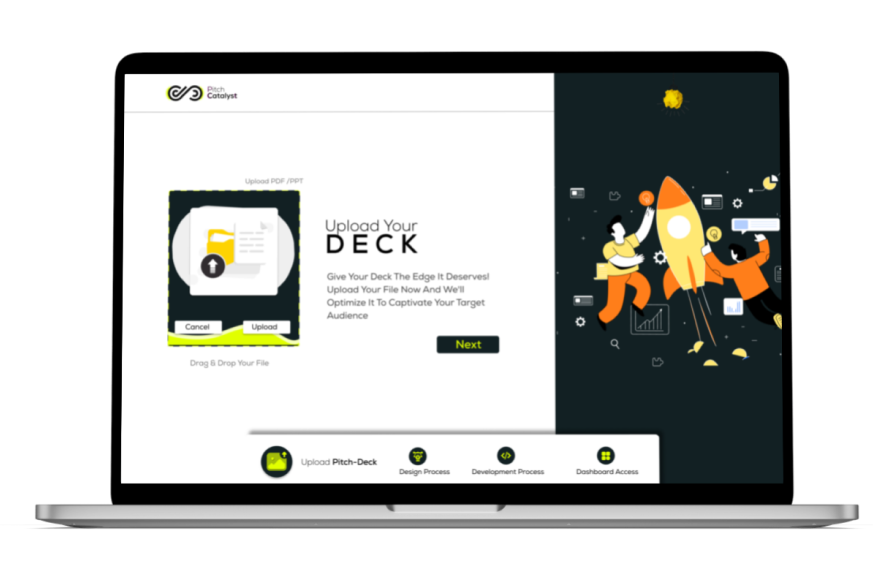 Pitch
Catalyst
Upload PDF /PPT
Cancel
Upload
Drag & Drop Your File
Upload Your
DECK
Give Your Deck The Edge It Deserves!
Upload Your File Now And We'll
Optimize It To Captivate Your Target
Audience
Next
Upload Pitch-Deck
Design Process
Development Process
Dashboard Access